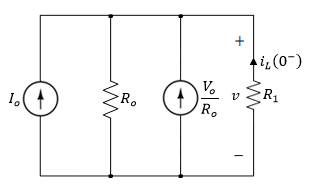 +
i_L(0⁻)
I_o
R_o
V_o/R_o
v
R_1
−